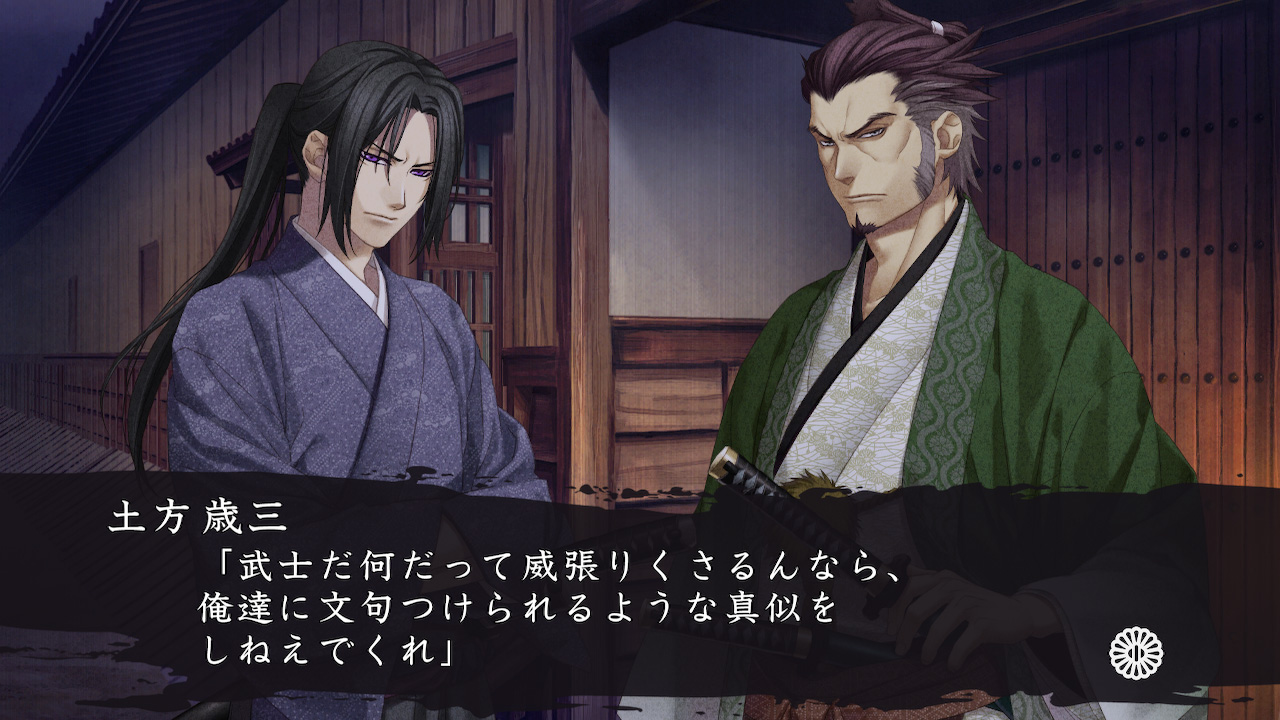 土方歳三
「武士だ何だって威張りくさるんなら、
俺達に文句つけられるような真似を
しねえでくれ」